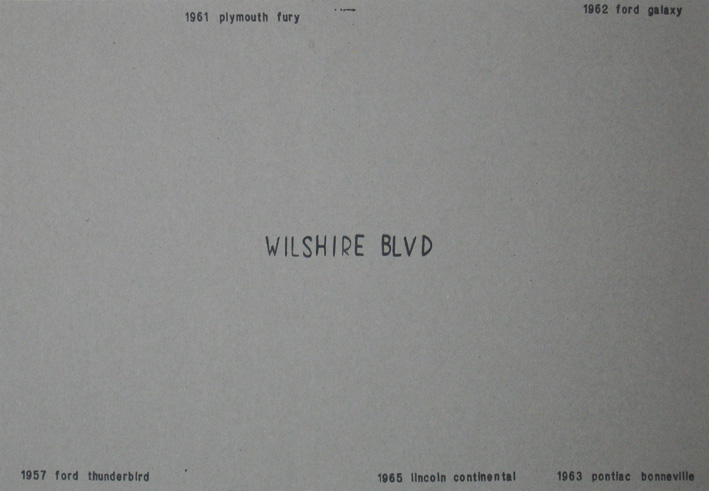 1961 plymouth fury
1962 ford galaxy
WILSHIRE BLVD
1957 ford thunderbird
1965 lincoln continental
1963 pontiac bonneville